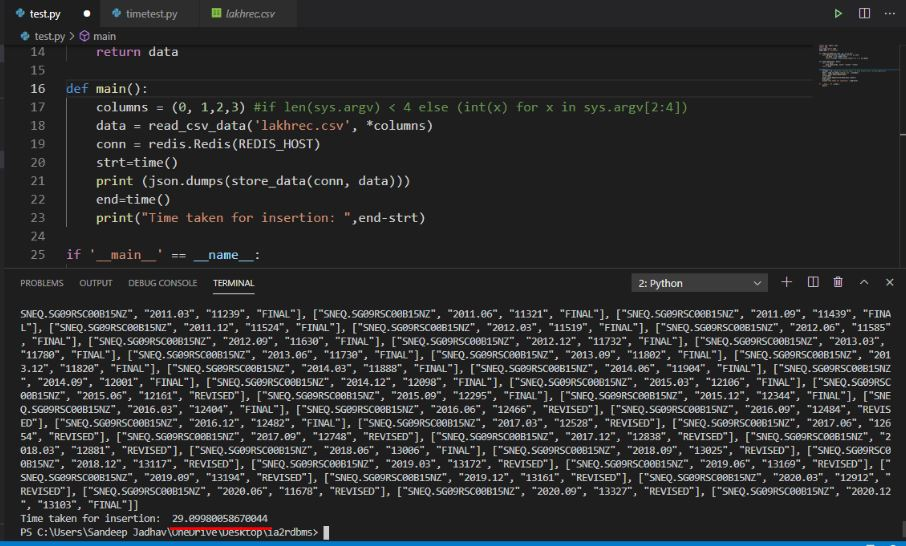 test.py
timetest.py
lakhrec.csv
test.py > main
14 return data
15
16 def main():
17 columns = (0, 1,2,3) #if len(sys.argv) < 4 else (int(x) for x in sys.argv[2:4])
18 data = read_csv_data('lakhrec.csv', *columns)
19 conn = redis.Redis(REDIS_HOST)
20 strt=time()
21 print (json.dumps(store_data(conn, data)))
22 end=time()
23 print("Time taken for insertion: ",end-strt)
24
25 if '__main__' == __name__:
PROBLEMS OUTPUT DEBUG CONSOLE TERMINAL 2: Python
SNEQ.SG09RSC00B15NZ", "2011.03", "11239", "FINAL"], ["SNEQ.SG09RSC00B15NZ", "2011.06", "11321", "FINAL"], ["SNEQ.SG09RSC00B15NZ", "2011.09", "11439", "FINA
L"], ["SNEQ.SG09RSC00B15NZ", "2011.12", "11524", "FINAL"], ["SNEQ.SG09RSC00B15NZ", "2012.03", "11519", "FINAL"], ["SNEQ.SG09RSC00B15NZ", "2012.06", "11585"
, "FINAL"], ["SNEQ.SG09RSC00B15NZ", "2012.09", "11630", "FINAL"], ["SNEQ.SG09RSC00B15NZ", "2012.12", "11732", "FINAL"], ["SNEQ.SG09RSC00B15NZ", "2013.03",
"11780", "FINAL"], ["SNEQ.SG09RSC00B15NZ", "2013.06", "11730", "FINAL"], ["SNEQ.SG09RSC00B15NZ", "2013.09", "11802", "FINAL"], ["SNEQ.SG09RSC00B15NZ", "201
3.12", "11820", "FINAL"], ["SNEQ.SG09RSC00B15NZ", "2014.03", "11888", "FINAL"], ["SNEQ.SG09RSC00B15NZ", "2014.06", "11904", "FINAL"], ["SNEQ.SG09RSC00B15NZ
", "2014.09", "12001", "FINAL"], ["SNEQ.SG09RSC00B15NZ", "2014.12", "12098", "FINAL"], ["SNEQ.SG09RSC00B15NZ", "2015.03", "12106", "FINAL"], ["SNEQ.SG09RSC
00B15NZ", "2015.06", "12161", "REVISED"], ["SNEQ.SG09RSC00B15NZ", "2015.09", "12295", "FINAL"], ["SNEQ.SG09RSC00B15NZ", "2015.12", "12344", "FINAL"], ["SNE
Q.SG09RSC00B15NZ", "2016.03", "12404", "FINAL"], ["SNEQ.SG09RSC00B15NZ", "2016.06", "12466", "REVISED"], ["SNEQ.SG09RSC00B15NZ", "2016.09", "12484", "REVIS
ED"], ["SNEQ.SG09RSC00B15NZ", "2016.12", "12482", "FINAL"], ["SNEQ.SG09RSC00B15NZ", "2017.03", "12528", "REVISED"], ["SNEQ.SG09RSC00B15NZ", "2017.06", "126
54", "REVISED"], ["SNEQ.SG09RSC00B15NZ", "2017.09", "12748", "REVISED"], ["SNEQ.SG09RSC00B15NZ", "2017.12", "12838", "REVISED"], ["SNEQ.SG09RSC00B15NZ", "2
018.03", "12881", "REVISED"], ["SNEQ.SG09RSC00B15NZ", "2018.06", "13006", "FINAL"], ["SNEQ.SG09RSC00B15NZ", "2018.09", "13025", "REVISED"], ["SNEQ.SG09RSC0
0B15NZ", "2018.12", "13117", "REVISED"], ["SNEQ.SG09RSC00B15NZ", "2019.03", "13172", "REVISED"], ["SNEQ.SG09RSC00B15NZ", "2019.06", "13169", "REVISED"], ["
SNEQ.SG09RSC00B15NZ", "2019.09", "13194", "REVISED"], ["SNEQ.SG09RSC00B15NZ", "2019.12", "13161", "REVISED"], ["SNEQ.SG09RSC00B15NZ", "2020.03", "12912", "
REVISED"], ["SNEQ.SG09RSC00B15NZ", "2020.06", "11678", "REVISED"], ["SNEQ.SG09RSC00B15NZ", "2020.09", "13327", "REVISED"], ["SNEQ.SG09RSC00B15NZ", "2020.12
", "13103", "FINAL"]]
Time taken for insertion:  29.09980058670044
PS C:\Users\Sandeep Jadhav\OneDrive\Desktop\ia2rdbms>